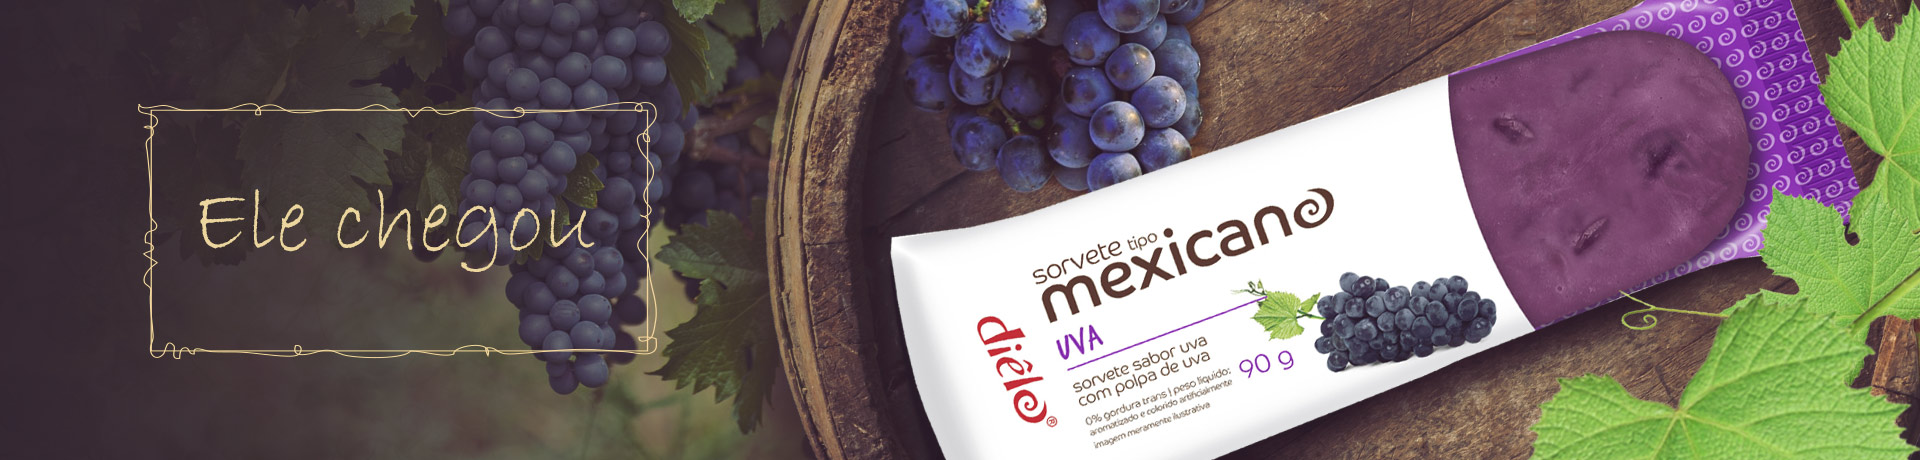 Ele chegou
sorvete tipo
mexicano
diêlo®
UVA
sorvete sabor uva
com polpa de uva
90 g
0% gordura trans | peso líquido:
aromatizado e colorido artificialmente
imagem meramente ilustrativa